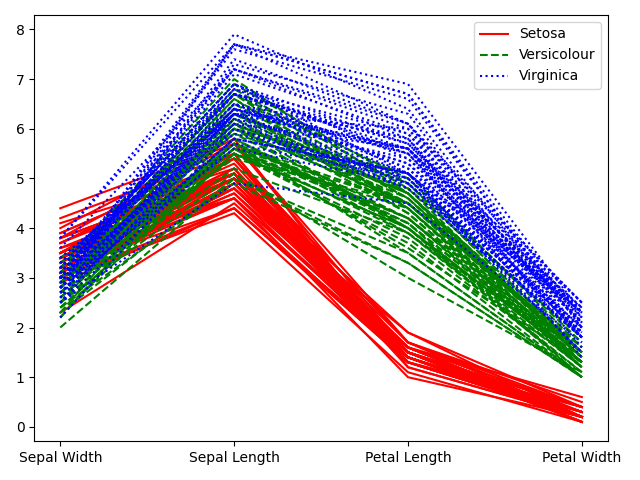 8
7
6
5
4
3
2
1
0
Setosa
Versicolour
Virginica
Sepal Width
Sepal Length
Petal Length
Petal Width